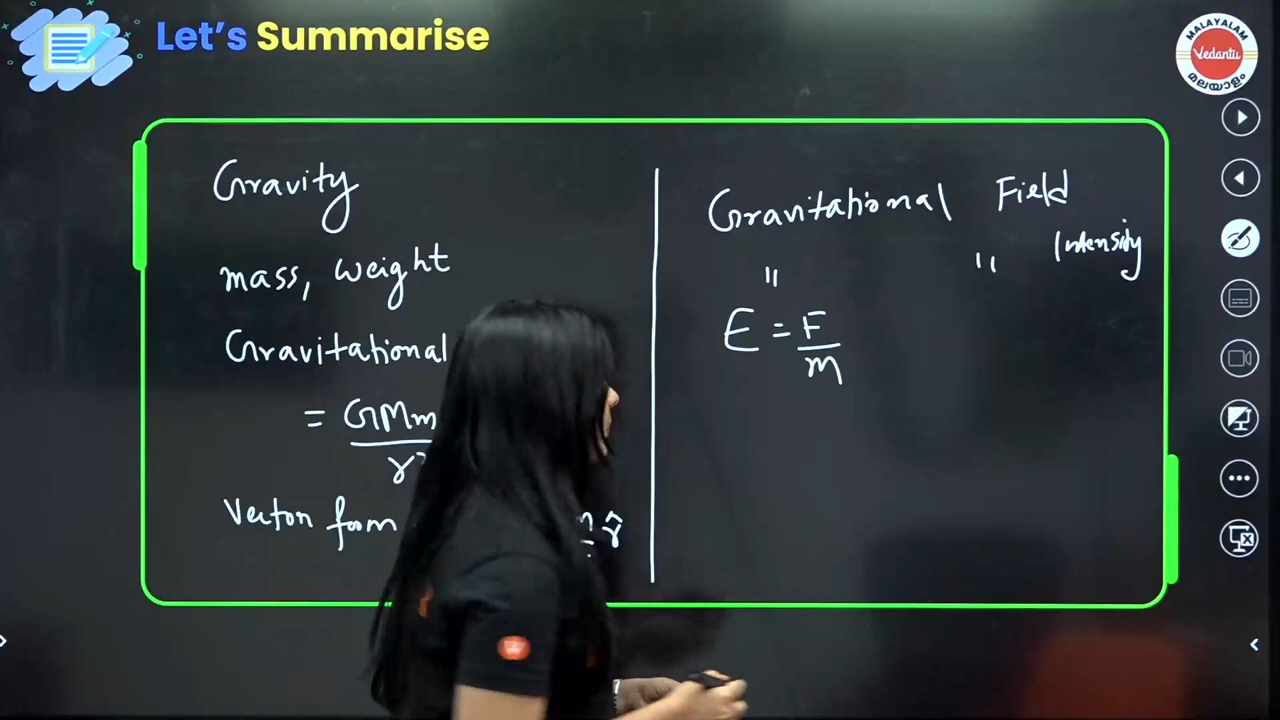 Let's Summarise
MALAYALAM
Vedantu
മലയാളം
Gravity
mass, weight
Gravitational
= GMm
Vector form
r̂
Gravitational Field
" " Intensity
E = F
m